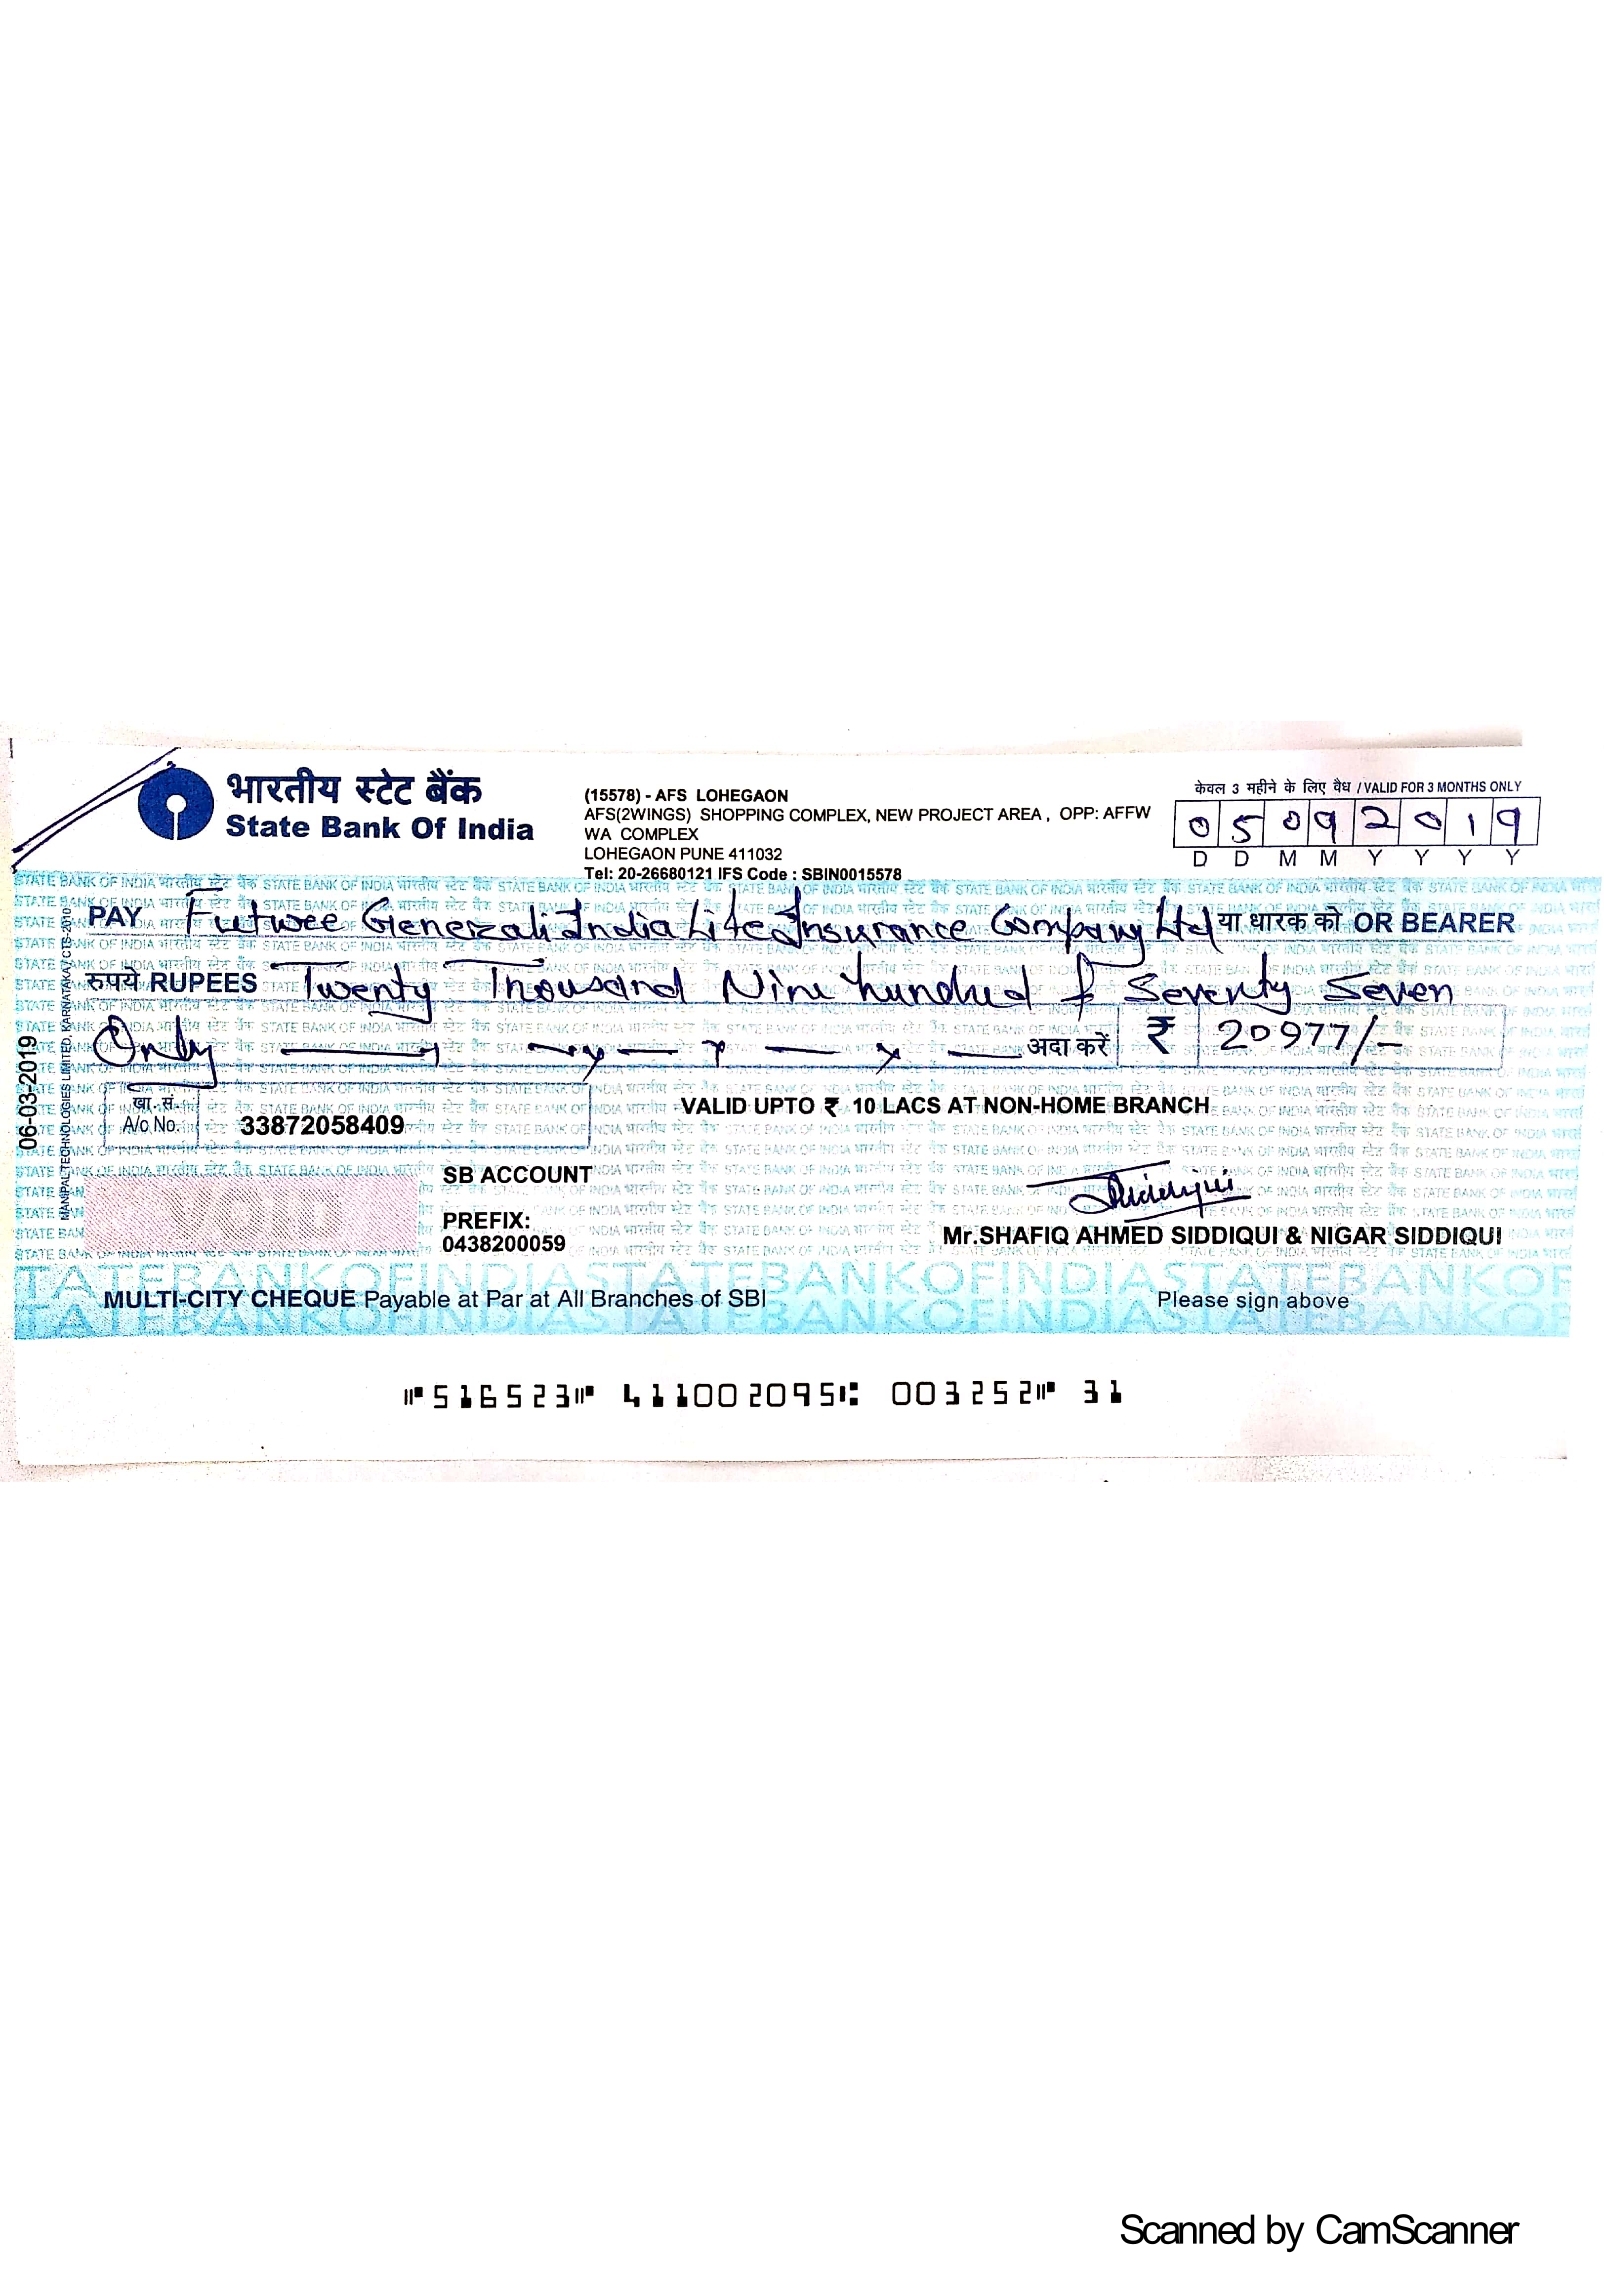 भारतीय स्टेट बैंक
State Bank Of India
(15578) - AFS LOHEGAON
AFS(2WINGS) SHOPPING COMPLEX, NEW PROJECT AREA , OPP: AFFW
WA COMPLEX
LOHEGAON PUNE 411032
Tel: 20-26680121 IFS Code : SBIN0015578
केवल 3 महीने के लिए वैध / VALID FOR 3 MONTHS ONLY
0 5 0 9 2 0 1 9
D D M M Y Y Y Y
PAY Future Generali India Life Insurance Company Ltd या धारक को OR BEARER
रुपये RUPEES Twenty Thousand Nine hundred & Seventy Seven
Only अदा करें ₹ 20977/-
खा. सं.
A/c No. 33872058409
VALID UPTO ₹ 10 LACS AT NON-HOME BRANCH
SB ACCOUNT
PREFIX:
0438200059
Siddiqui
Mr.SHAFIQ AHMED SIDDIQUI & NIGAR SIDDIQUI
MULTI-CITY CHEQUE Payable at Par at All Branches of SBI
Please sign above
⑈516523⑈ 411002095⑆ 003252⑈ 31
06-03-2019
MANIPAL TECHNOLOGIES LIMITED, KARNATAKA / CTS-2010
Scanned by CamScanner